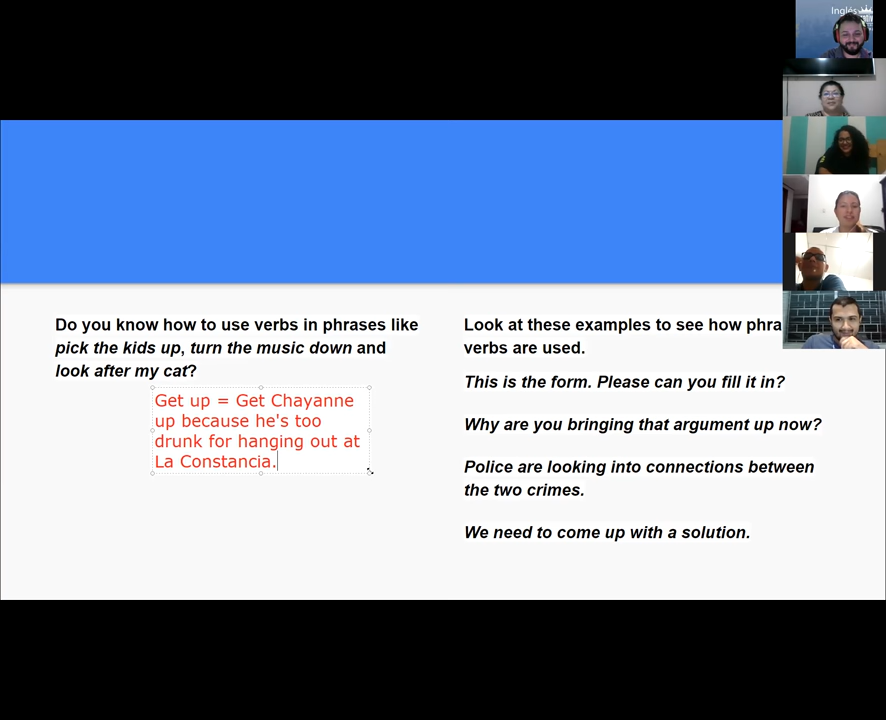 Inglés
Do you know how to use verbs in phrases like
pick the kids up, turn the music down and
look after my cat?
Get up = Get Chayanne
up because he's too
drunk for hanging out at
La Constancia.
Look at these examples to see how phra
verbs are used.
This is the form. Please can you fill it in?
Why are you bringing that argument up now?
Police are looking into connections between
the two crimes.
We need to come up with a solution.